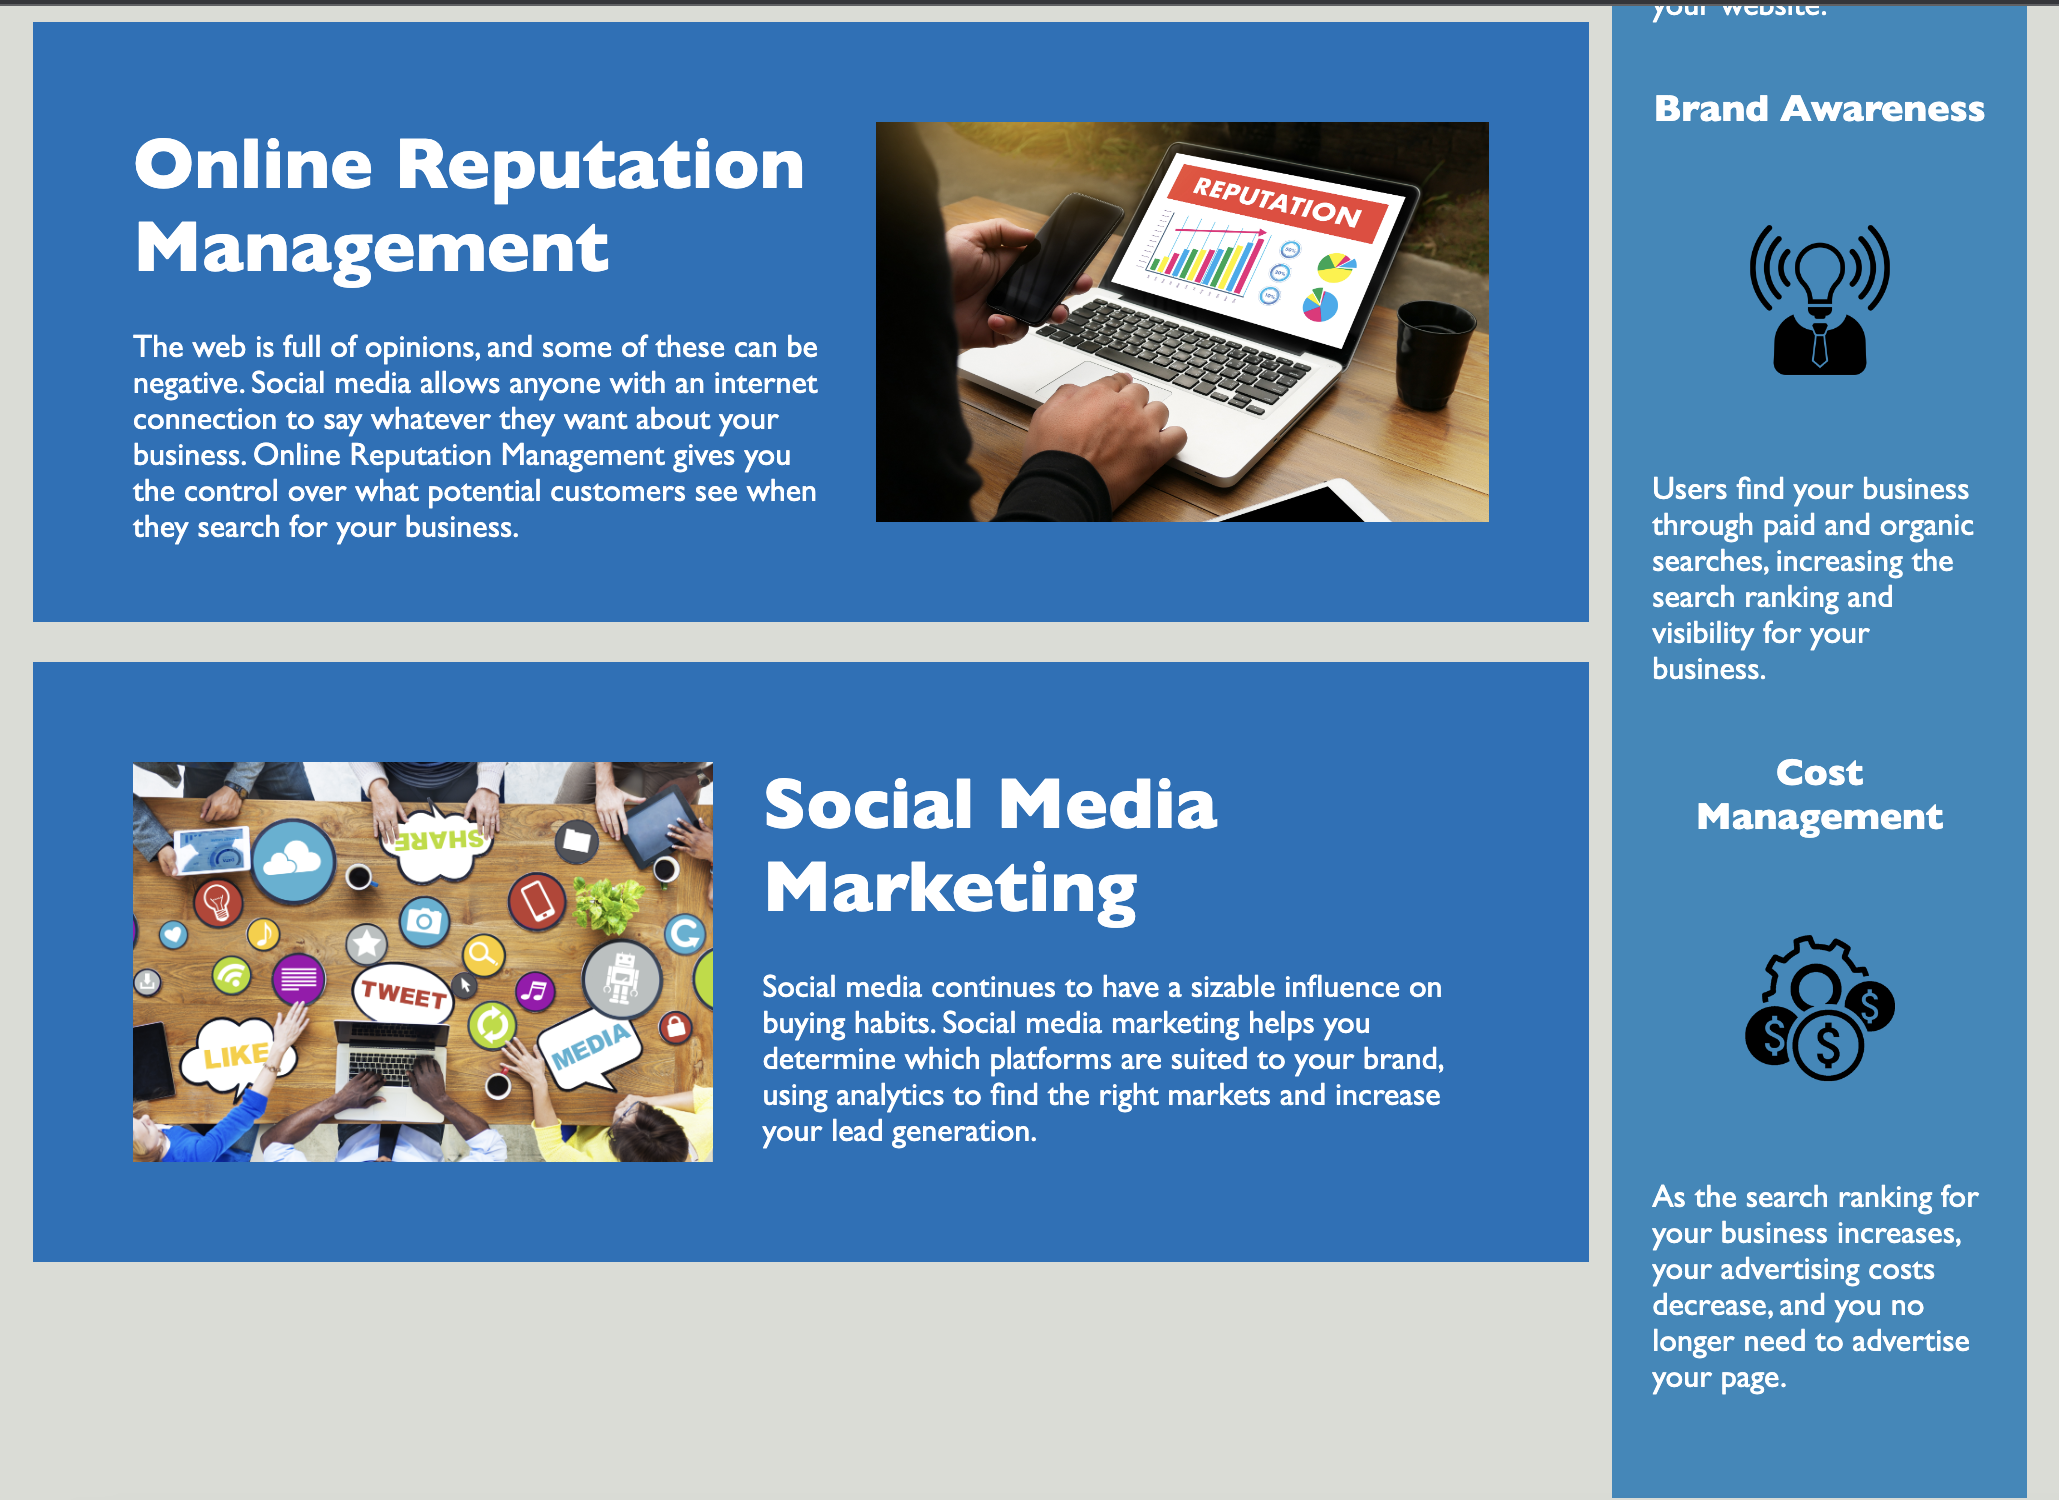 your website.
Online Reputation
Management
The web is full of opinions, and some of these can be
negative. Social media allows anyone with an internet
connection to say whatever they want about your
business. Online Reputation Management gives you
the control over what potential customers see when
they search for your business.
REPUTATION
Social Media
Marketing
Social media continues to have a sizable influence on
buying habits. Social media marketing helps you
determine which platforms are suited to your brand,
using analytics to find the right markets and increase
your lead generation.
SHARE
TWEET
LIKE
MEDIA
Brand Awareness
Users find your business
through paid and organic
searches, increasing the
search ranking and
visibility for your
business.
Cost
Management
$
$
$
As the search ranking for
your business increases,
your advertising costs
decrease, and you no
longer need to advertise
your page.